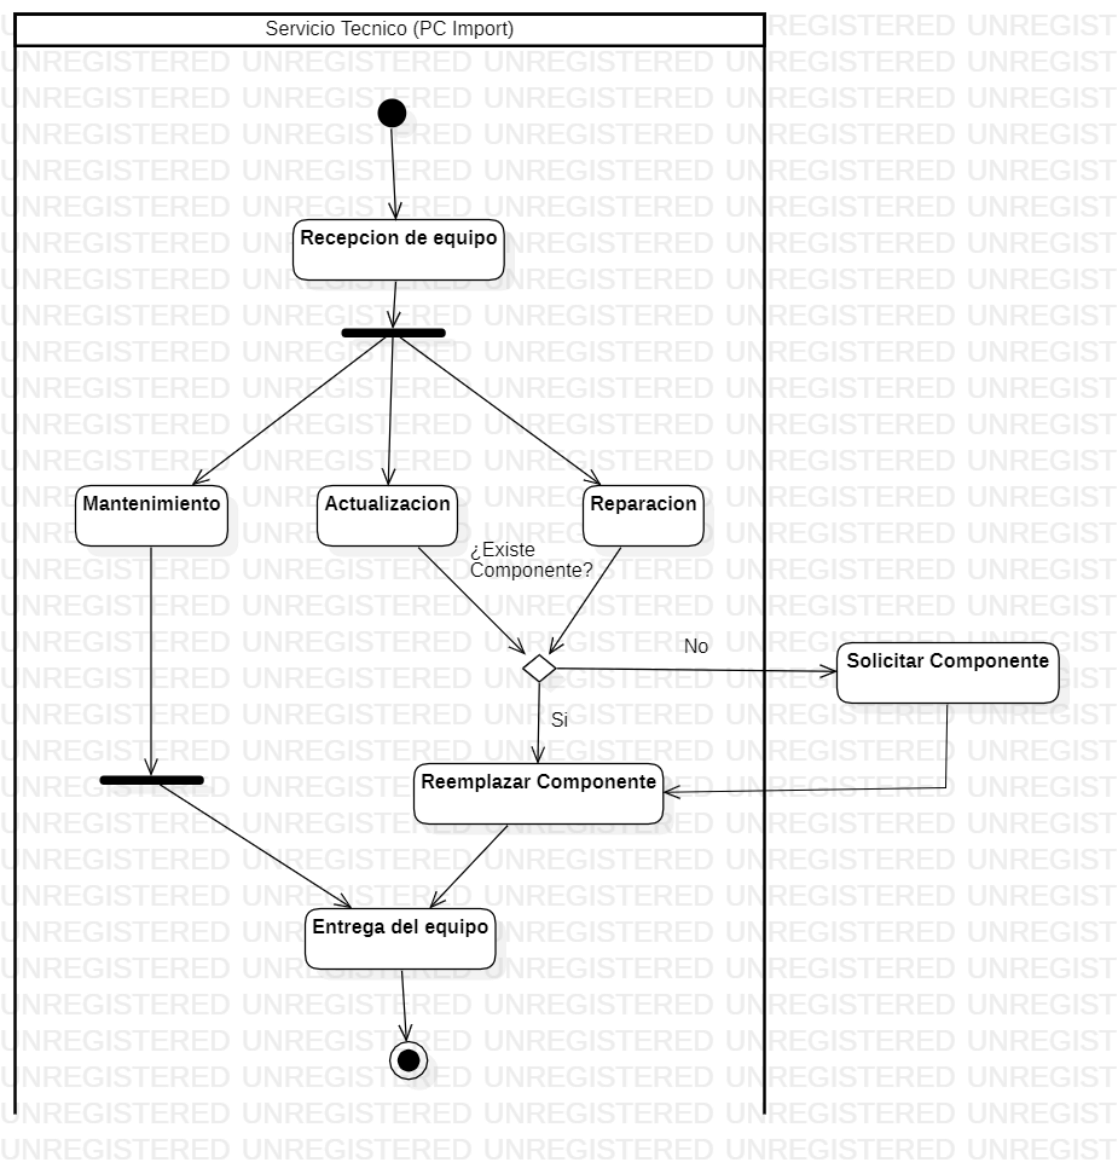 Servicio Tecnico (PC Import)
Recepcion de equipo
Mantenimiento
Actualizacion
Reparacion
¿Existe
Componente?
No
Solicitar Componente
Si
Reemplazar Componente
Entrega del equipo
UNREGISTERED